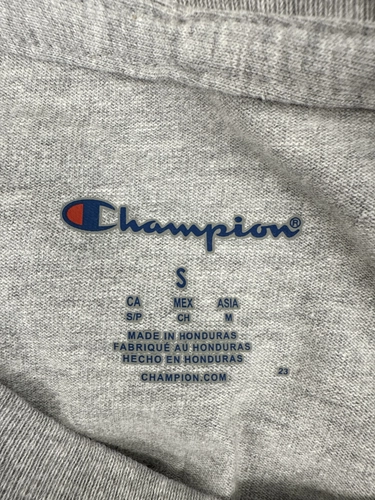 Champion®
S
CA MEX ASIA
S/P CH M
MADE IN HONDURAS
FABRIQUÉ AU HONDURAS
HECHO EN HONDURAS
CHAMPION.COM
23